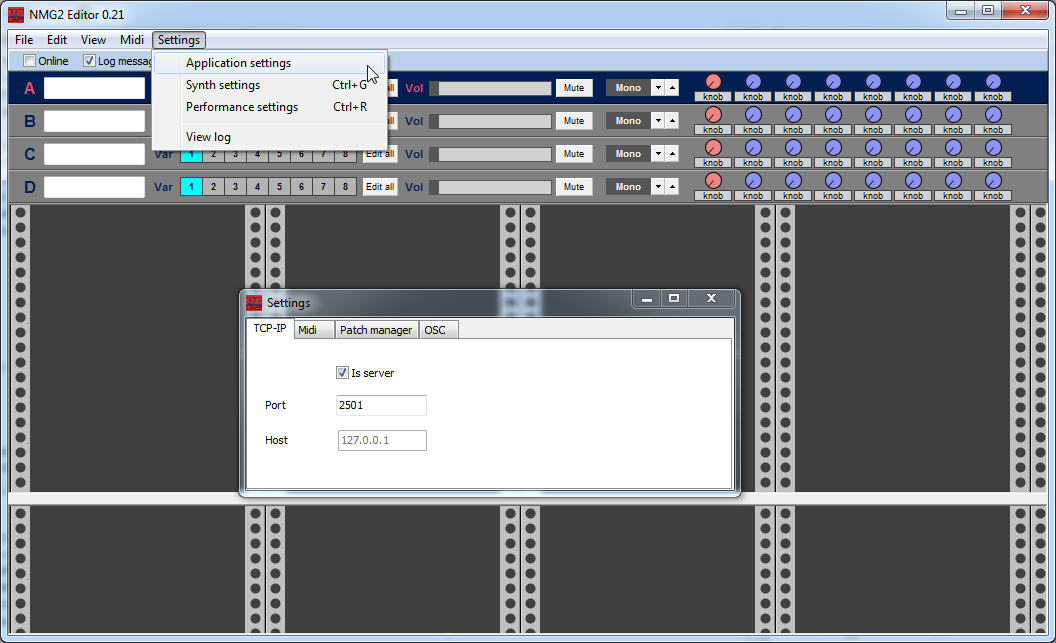 NMG2 Editor 0.21
File Edit View Midi Settings
Online Log messag
Application settings
Synth settings Ctrl+G
Performance settings Ctrl+R
View log
A all Vol Mute Mono knob knob knob knob knob knob knob knob
B all Vol Mute Mono knob knob knob knob knob knob knob knob
C Var 1 2 3 4 5 6 7 8 Edit all Vol Mute Mono knob knob knob knob knob knob knob knob
D Var 1 2 3 4 5 6 7 8 Edit all Vol Mute Mono knob knob knob knob knob knob knob knob
Settings
TCP-IP Midi Patch manager OSC
Is server
Port 2501
Host 127.0.0.1